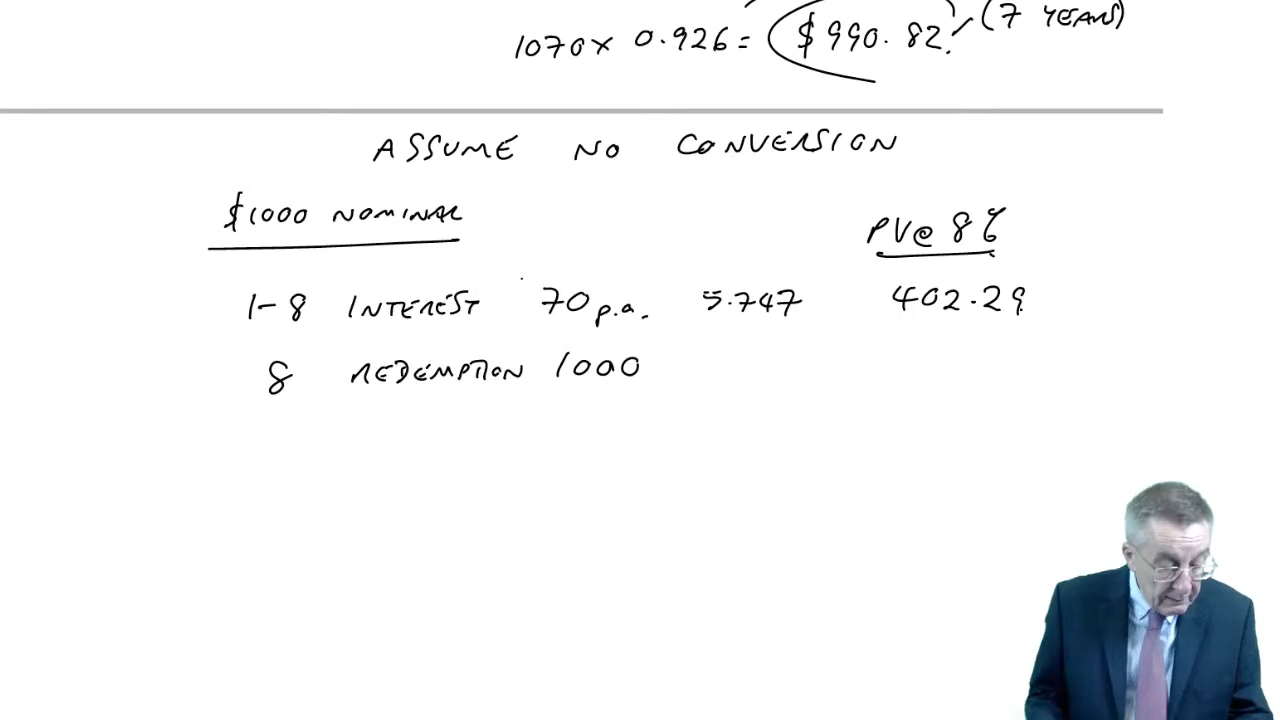 (7 YEARS)
1070 x 0.926 = $990.82
ASSUME NO CONVERSION
$1000 NOMINAL
PV@ 8%
1-8 INTEREST 70 p.a. 5.747 402.29
8 REDEMPTION 1000